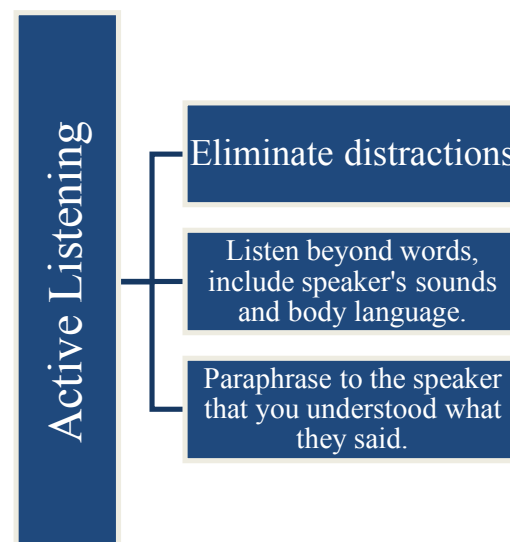 Active Listening
Eliminate distractions
Listen beyond words,
include speaker's sounds
and body language.
Paraphrase to the speaker
that you understood what
they said.